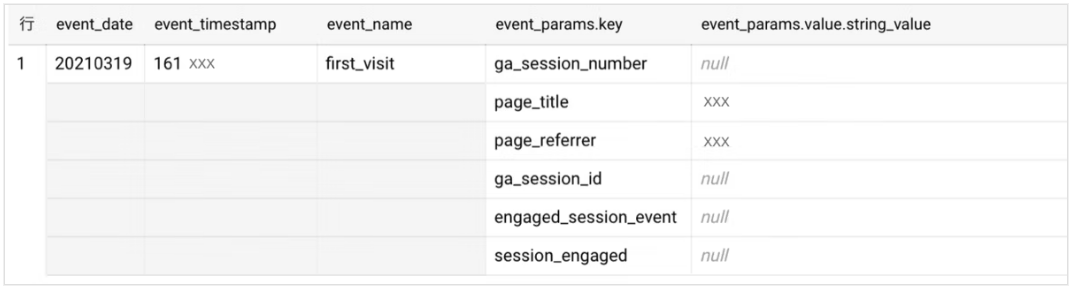 行 event_date event_timestamp event_name event_params.key event_params.value.string_value
1 20210319 161 xxx first_visit ga_session_number null
page_title xxx
page_referrer xxx
ga_session_id null
engaged_session_event null
session_engaged null